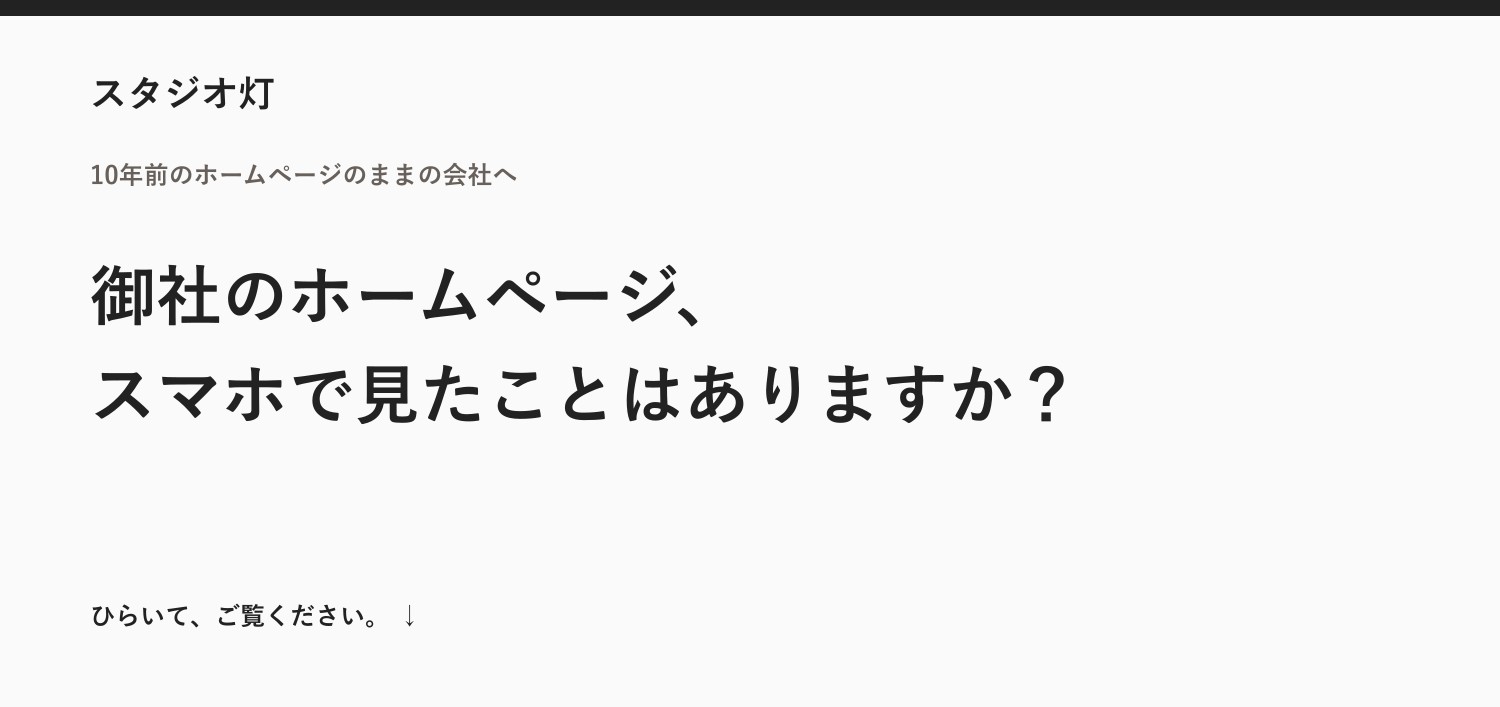 スタジオ灯
10年前のホームページのままの会社へ
御社のホームページ、
スマホで見たことはありますか？
ひらいて、ご覧ください。 ↓